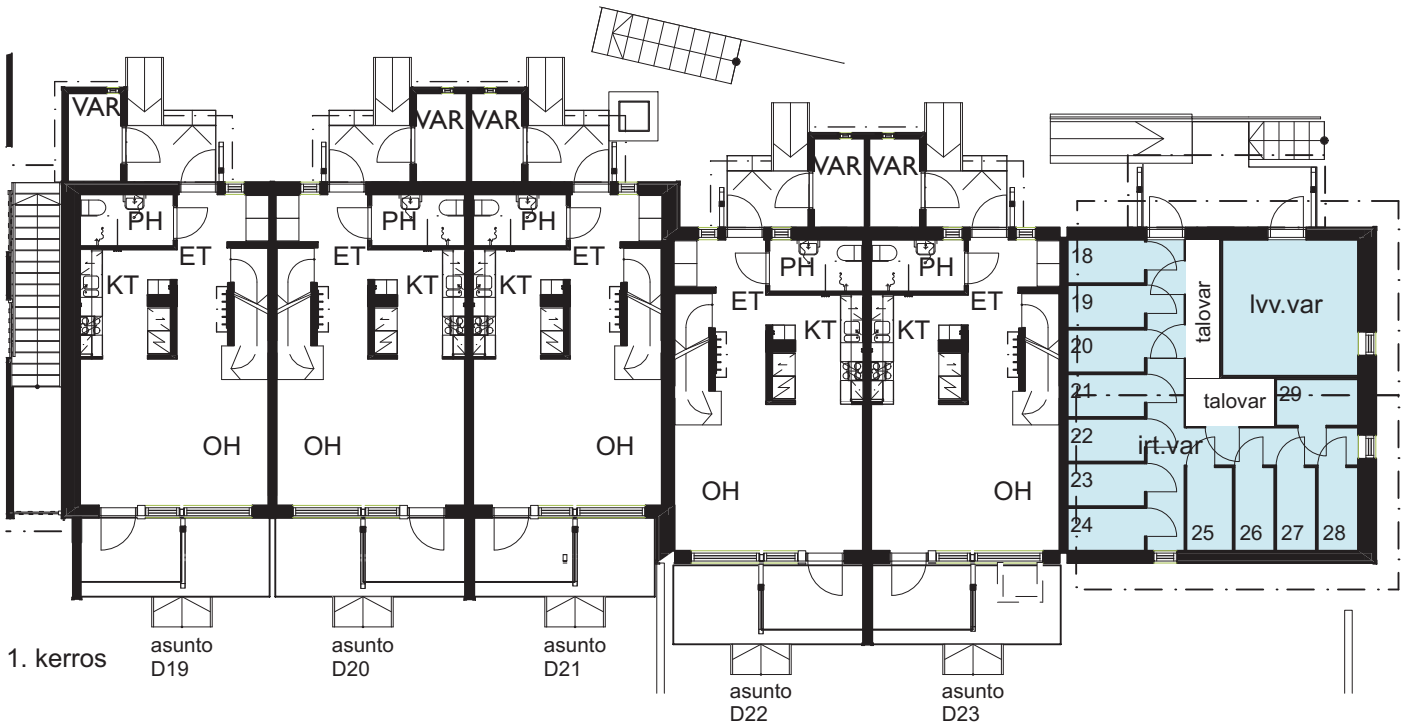 VAR
VAR
VAR
VAR
VAR
PH
PH
PH
PH
PH
ET
ET
ET
ET
ET
KT
KT
KT
KT
KT
OH
OH
OH
OH
OH
18
19
20
21
22
23
24
talovar
lvv.var
talovar
29
irt.var
25
26
27
28
1. kerros
asunto
D19
asunto
D20
asunto
D21
asunto
D22
asunto
D23